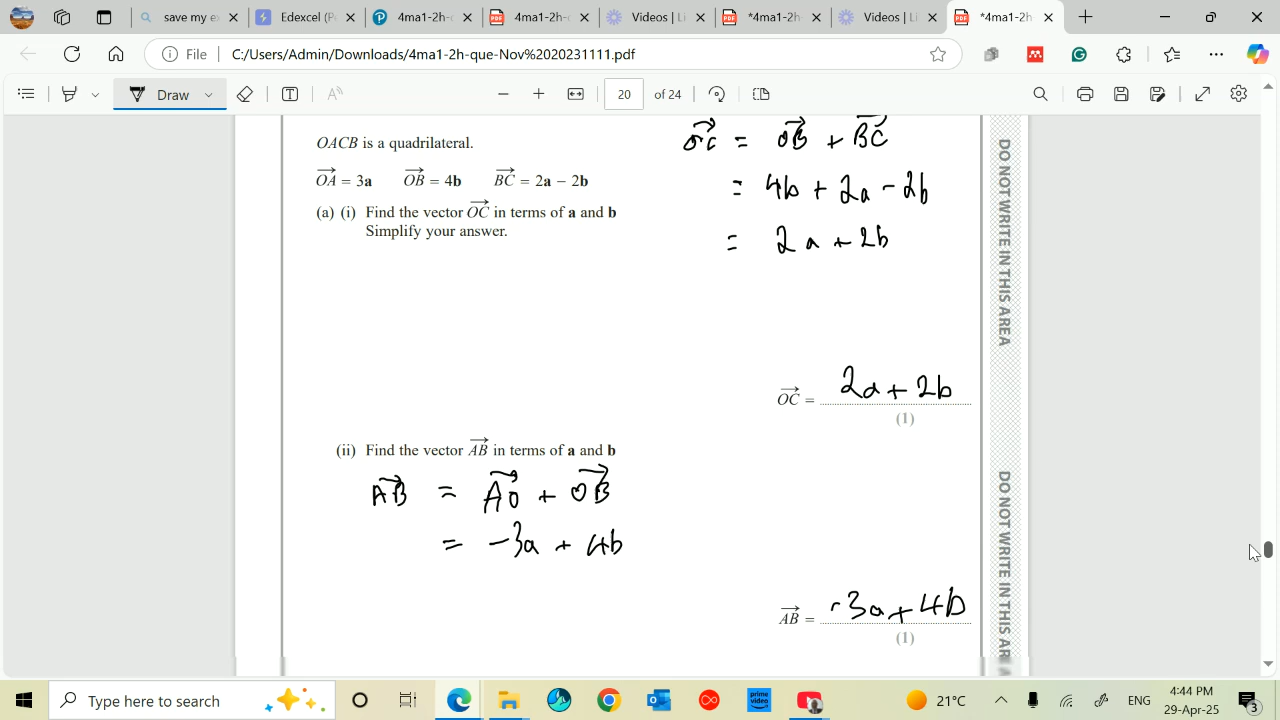 savemy ex
Edexcel (P
4ma1-2h-
4ma1-2h-
Videos | Li
*4ma1-2h
Videos | Li
*4ma1-2h
File C:/Users/Admin/Downloads/4ma1-2h-que-Nov%2020231111.pdf
Draw 20 of 24
OACB is a quadrilateral.
OA = 3a OB = 4b BC = 2a − 2b
(a) (i) Find the vector OC in terms of a and b
Simplify your answer.
OC = OB + BC
= 4b + 2a - 2b
= 2a + 2b
OC = 2a + 2b
(1)
(ii) Find the vector AB in terms of a and b
AB = AO + OB
= -3a + 4b
AB = -3a + 4b
(1)
DO NOT WRITE IN THIS AREA
DO NOT WRITE IN THIS AR
Type here to search
21°C
ENG
4:44 PM
29-Apr-25
3